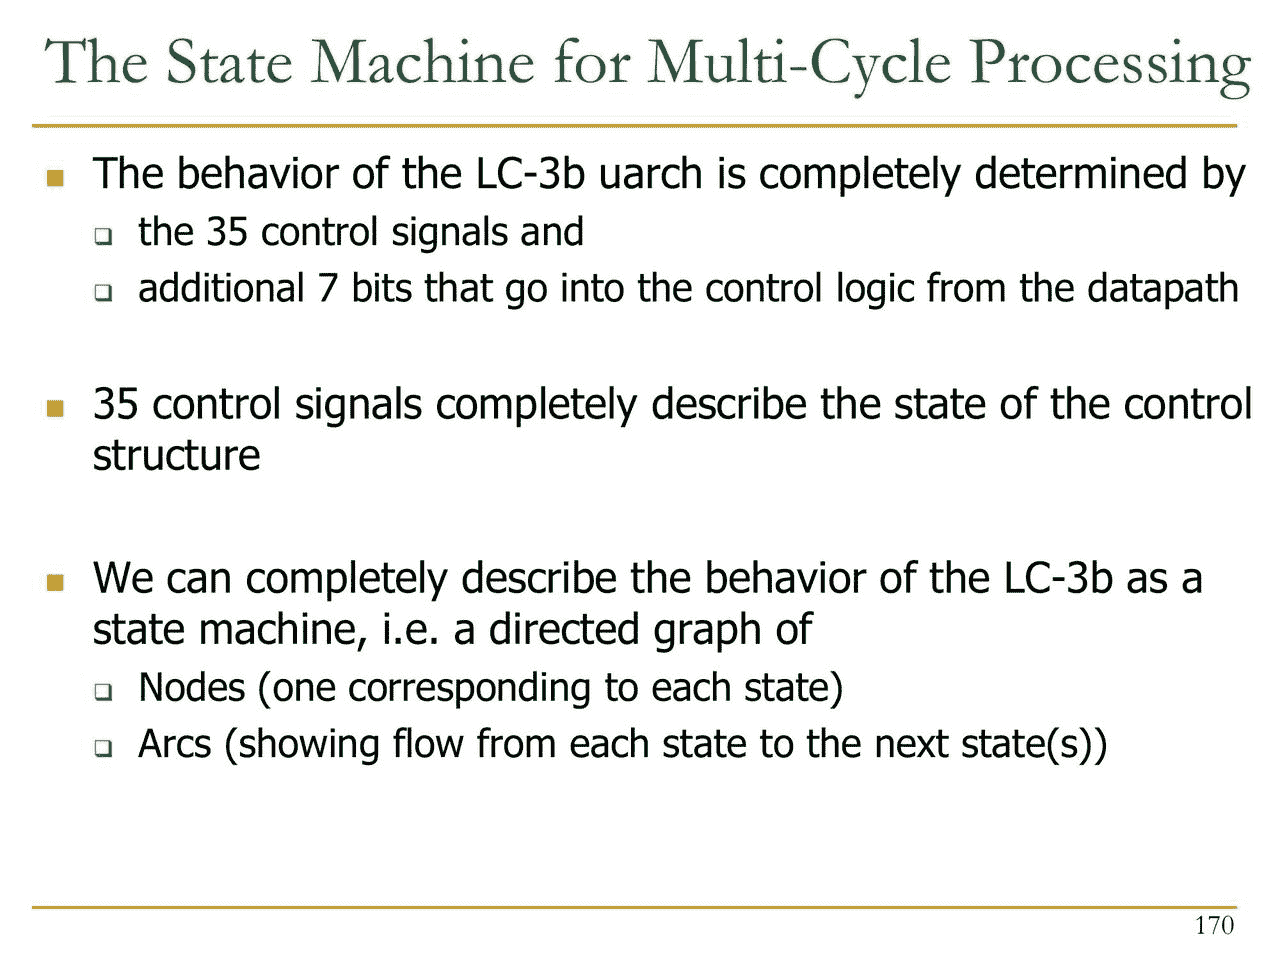 The State Machine for Multi-Cycle Processing
The behavior of the LC-3b uarch is completely determined by
the 35 control signals and
additional 7 bits that go into the control logic from the datapath
35 control signals completely describe the state of the control
structure
We can completely describe the behavior of the LC-3b as a
state machine, i.e. a directed graph of
Nodes (one corresponding to each state)
Arcs (showing flow from each state to the next state(s))
170